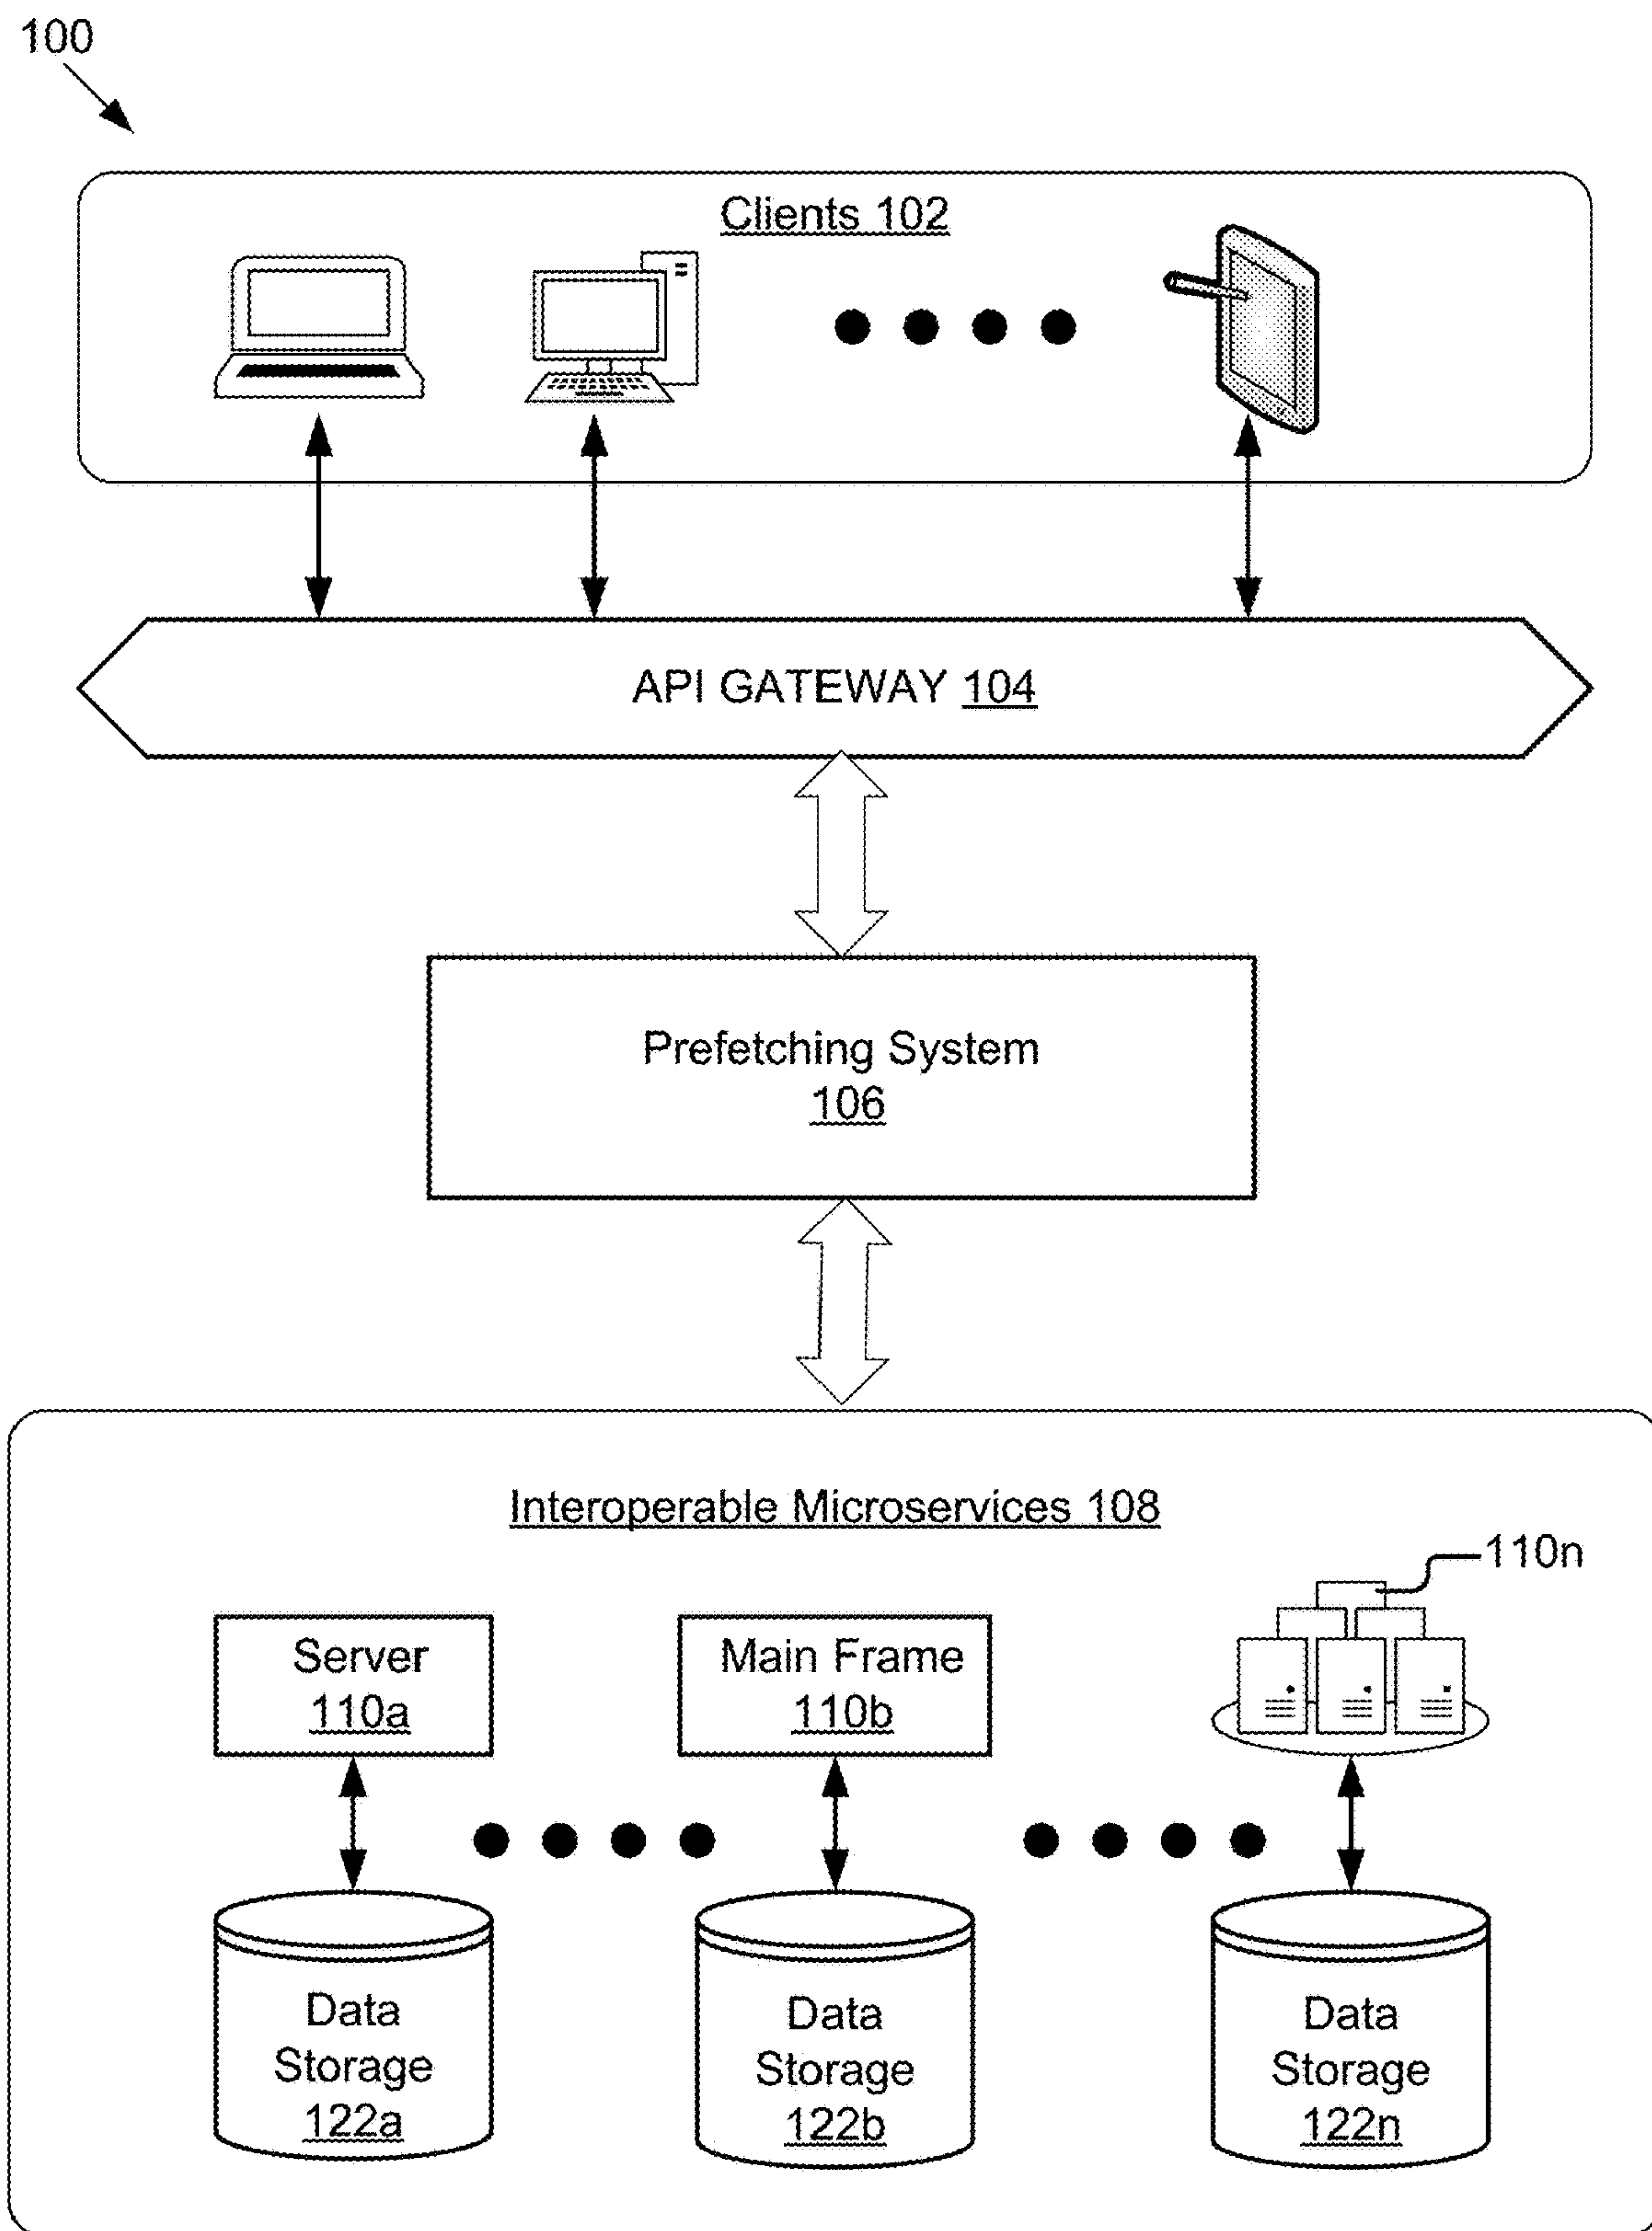 100
Clients 102
API GATEWAY 104
Prefetching System
106
Interoperable Microservices 108
110n
Server
110a
Main Frame
110b
Data
Storage
122a
Data
Storage
122b
Data
Storage
122n